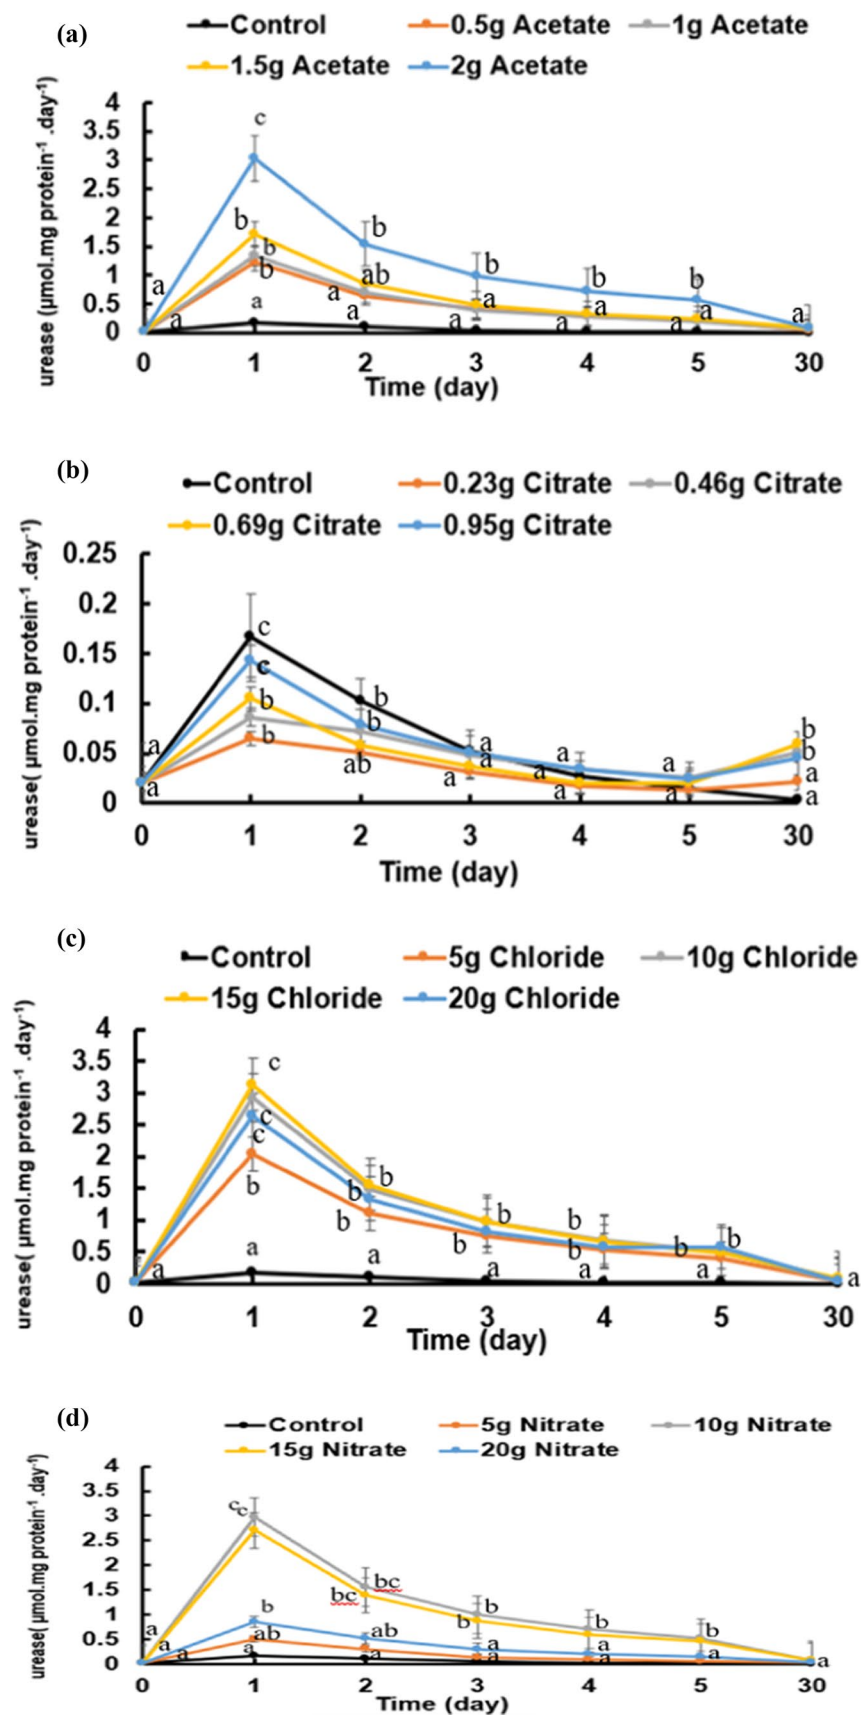 (a)
Control 0.5g Acetate 1g Acetate
1.5g Acetate 2g Acetate
urease (µmol.mg protein⁻¹ .day⁻¹)
4
3.5
3
2.5
2
1.5
1
0.5
0
c
b
b
b
a
b
ab
a
a
b
a
a
b
a
a
b
a
a
a
a
a
0 1 2 3 4 5 30
Time (day)
(b)
Control 0.23g Citrate 0.46g Citrate
0.69g Citrate 0.95g Citrate
urease( µmol.mg protein⁻¹ .day⁻¹)
0.25
0.2
0.15
0.1
0.05
0
a
a
c
c
b
b
b
b
ab
a
a
a
a
a
a
a
a
b
b
a
a
0 1 2 3 4 5 30
Time (day)
(c)
Control 5g Chloride 10g Chloride
15g Chloride 20g Chloride
urease( µmol.mg protein⁻¹ .day⁻¹)
4
3.5
3
2.5
2
1.5
1
0.5
0
a
c
c
c
b
a
b
b
b
a
b
b
a
b
b
a
b
b
a
a
0 1 2 3 4 5 30
Time (day)
(d)
Control 5g Nitrate 10g Nitrate
15g Nitrate 20g Nitrate
urease( µmol.mg protein⁻¹ .day⁻¹)
4
3.5
3
2.5
2
1.5
1
0.5
0
a
a
a
c
c
b
ab
a
bc
bc
ab
a
b
b
a
a
b
a
a
b
a
a
0 1 2 3 4 5 30
Time (day)